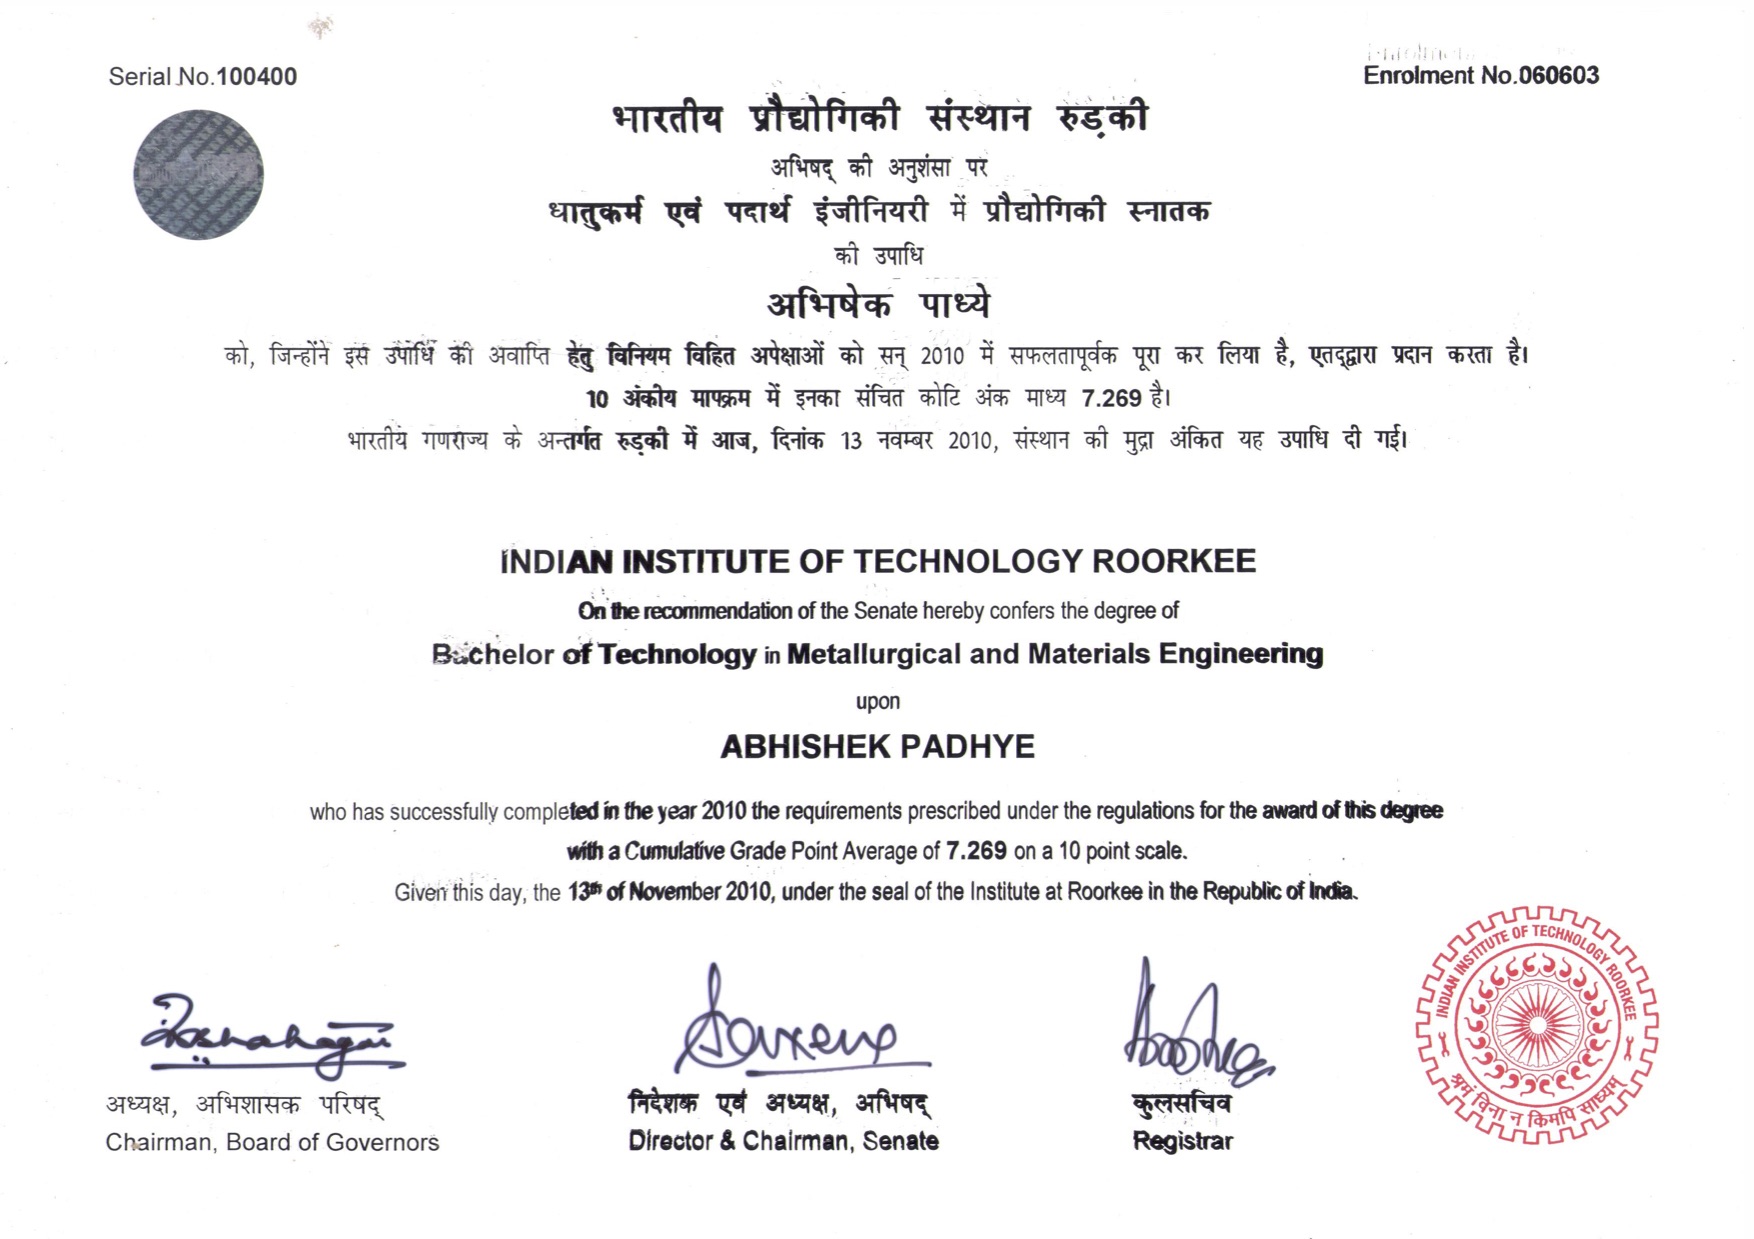 Serial No.100400
Enrolment No.060603
भारतीय प्रौद्योगिकी संस्थान रुड़की
अभिषद् की अनुशंसा पर
धातुकर्म एवं पदार्थ इंजीनियरी में प्रौद्योगिकी स्नातक
की उपाधि
अभिषेक पाध्ये
को, जिन्होंने इस उपाधि की अवाप्ति हेतु विनियम विहित अपेक्षाओं को सन् 2010 में सफलतापूर्वक पूरा कर लिया है, एतद्द्वारा प्रदान करता है।
10 अंकीय मापक्रम में इनका संचित कोटि अंक माध्य 7.269 है।
भारतीय गणराज्य के अन्तर्गत रुड़की में आज, दिनांक 13 नवम्बर 2010, संस्थान की मुद्रा अंकित यह उपाधि दी गई।
INDIAN INSTITUTE OF TECHNOLOGY ROORKEE
On the recommendation of the Senate hereby confers the degree of
Bachelor of Technology in Metallurgical and Materials Engineering
upon
ABHISHEK PADHYE
who has successfully completed in the year 2010 the requirements prescribed under the regulations for the award of this degree
with a Cumulative Grade Point Average of 7.269 on a 10 point scale.
Given this day, the 13th of November 2010, under the seal of the Institute at Roorkee in the Republic of India.
INDIAN INSTITUTE OF TECHNOLOGY ROORKEE
श्रमं विना न किमपि साध्यम्
अध्यक्ष, अभिशासक परिषद्
निदेशक एवं अध्यक्ष, अभिषद्
कुलसचिव
Chairman, Board of Governors
Director & Chairman, Senate
Registrar